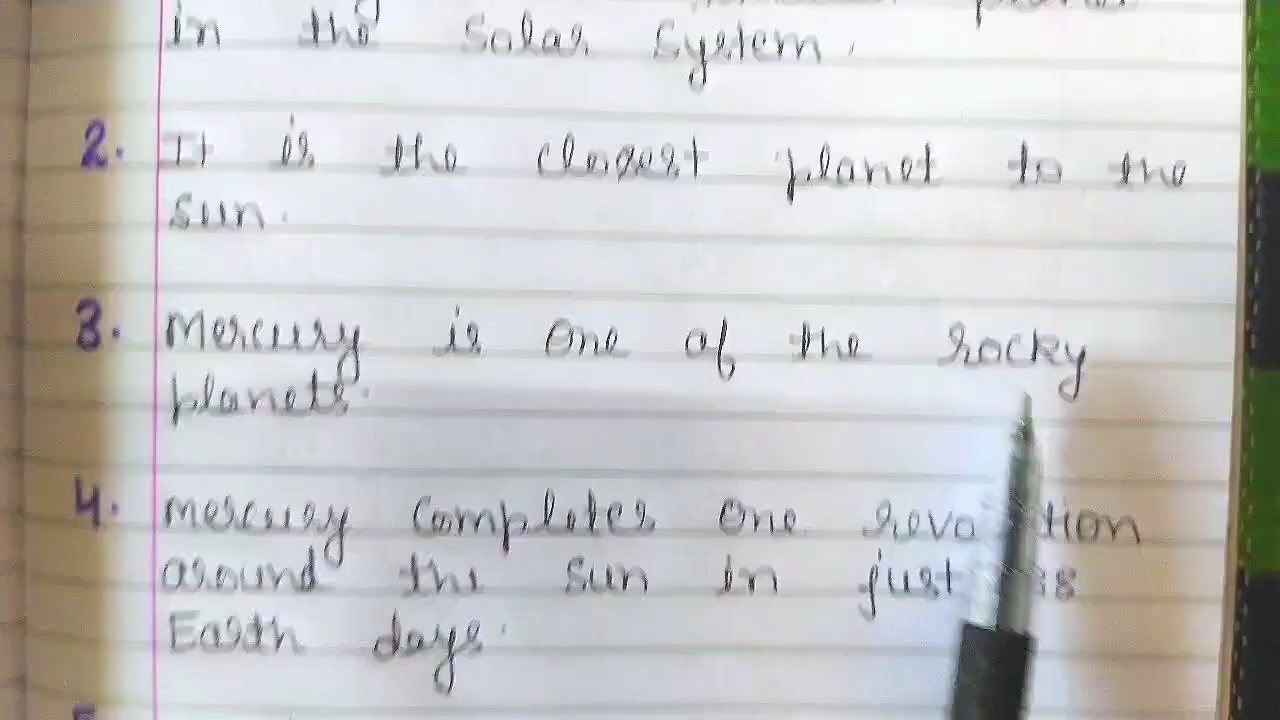 in the Solar System.
2. It is the closest planet to the
sun.
3. Mercury is one of the rocky
planets.
4. Mercury completes one
around the sun in just
Earth days.